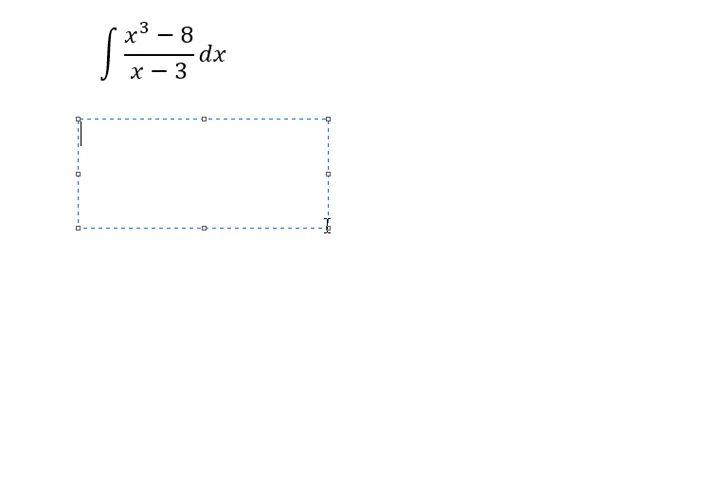 ∫ (x³ − 8)/(x − 3) dx